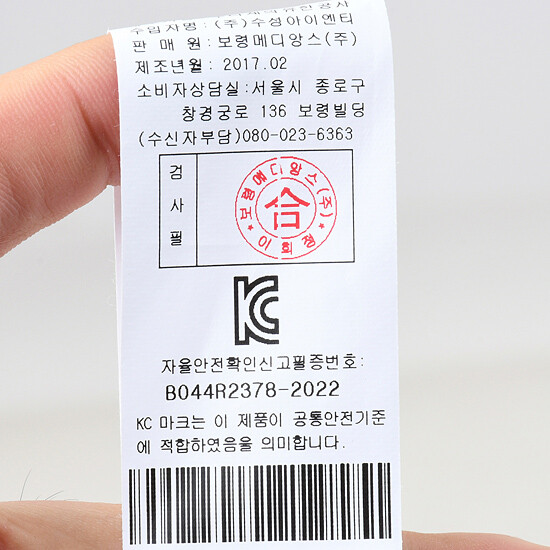 수입자명 : (주)수성아이엔티
판 매 원 : 보령메디앙스(주)
제조년월 : 2017.02
소비자상담실:서울시 종로구
창경궁로 136 보령빌딩
(수신자부담)080-023-6363
검
사
필
보령메디앙스(주)
合
*이희정*
KC
자율안전확인신고필증번호:
B044R2378-2022
KC 마크는 이 제품이 공통안전기준
에 적합하였음울 의미합니다.